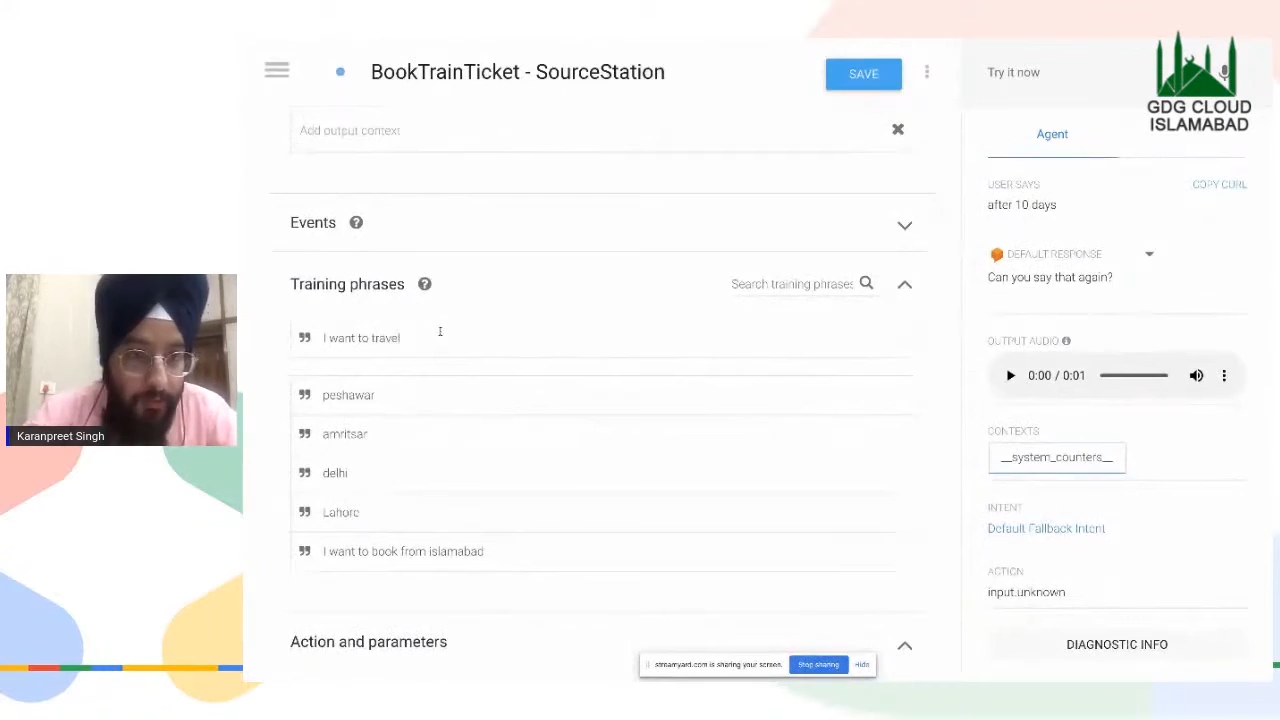 BookTrainTicket - SourceStation
SAVE
Try it now
GDG CLOUD
ISLAMABAD
Add output context
Agent
USER SAYS
COPY CURL
after 10 days
Events
DEFAULT RESPONSE
Can you say that again?
Training phrases
Search training phrases
I want to travel
OUTPUT AUDIO
0:00 / 0:01
peshawar
amritsar
delhi
Lahore
I want to book from islamabad
CONTEXTS
__system_counters__
INTENT
Default Fallback Intent
ACTION
input.unknown
Karanpreet Singh
Action and parameters
DIAGNOSTIC INFO
streamyard.com is sharing your screen.
Stop sharing
Hide